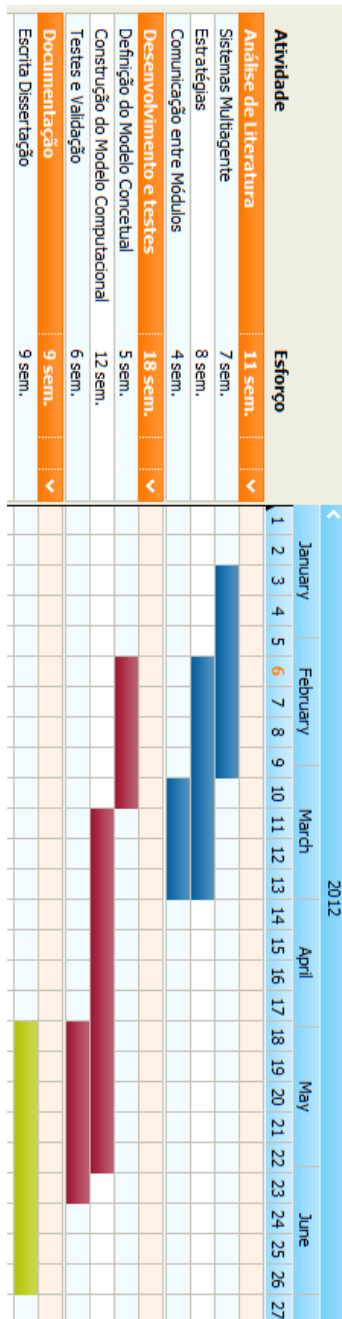 2012
Atividade Esforço January February March April May June
1 2 3 4 5 6 7 8 9 10 11 12 13 14 15 16 17 18 19 20 21 22 23 24 25 26 27
Análise de Literatura 11 sem.
Sistemas Multiagente 7 sem.
Estratégias 8 sem.
Comunicação entre Módulos 4 sem.
Desenvolvimento e testes 18 sem.
Definição do Modelo Concetual 5 sem.
Construção do Modelo Computacional 12 sem.
Testes e Validação 6 sem.
Documentação 9 sem.
Escrita Dissertação 9 sem.